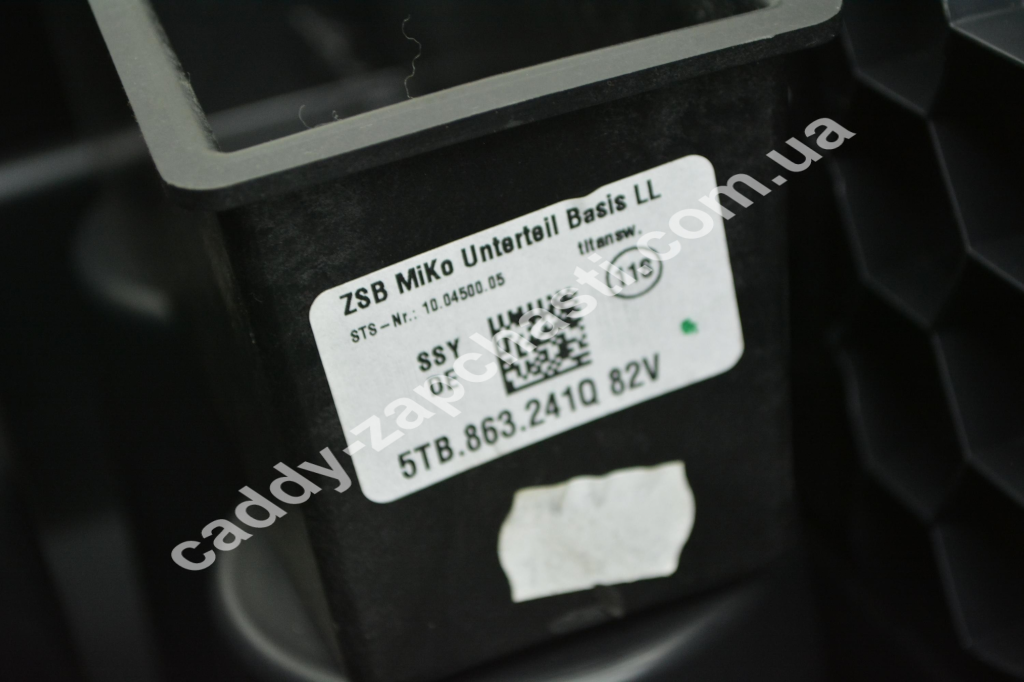 ZSB MiKo Unterteil Basis LL
STS-Nr.: 10.04500.05
titansw.
SSY
OE
5TB.863.241Q 82V
caddy-zapchasti.com.ua